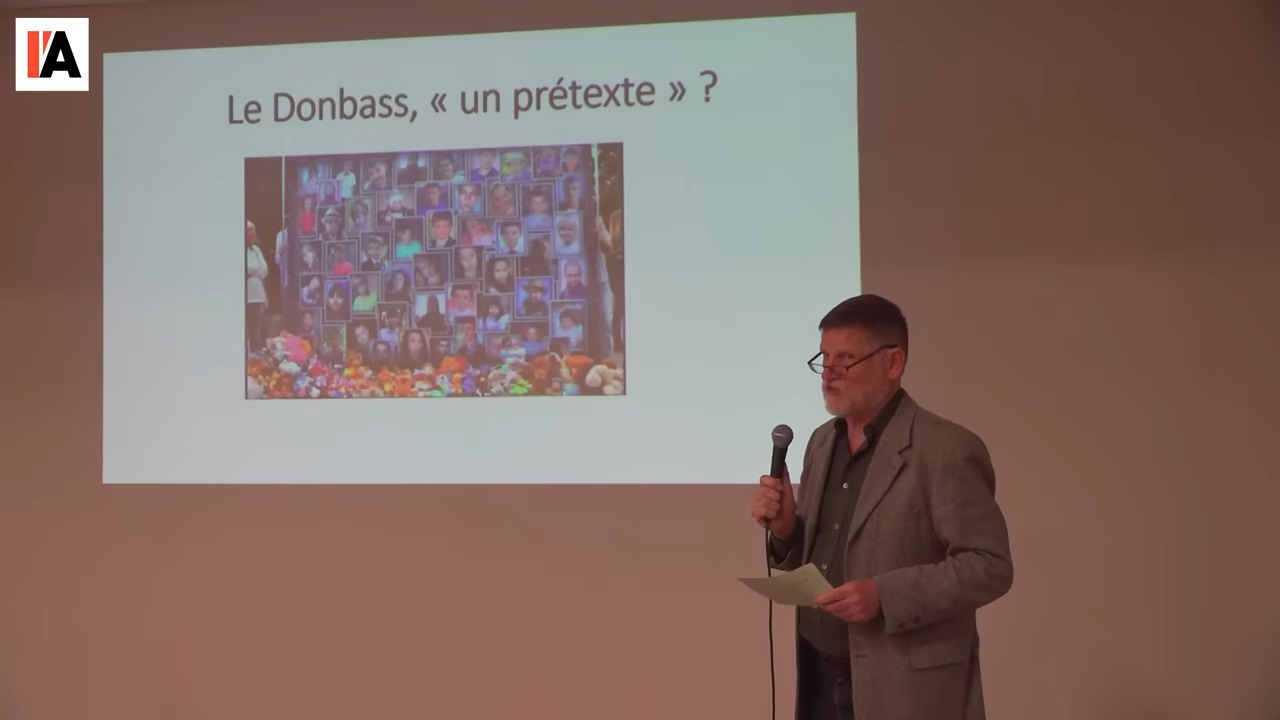 I'A
Le Donbass, « un prétexte » ?